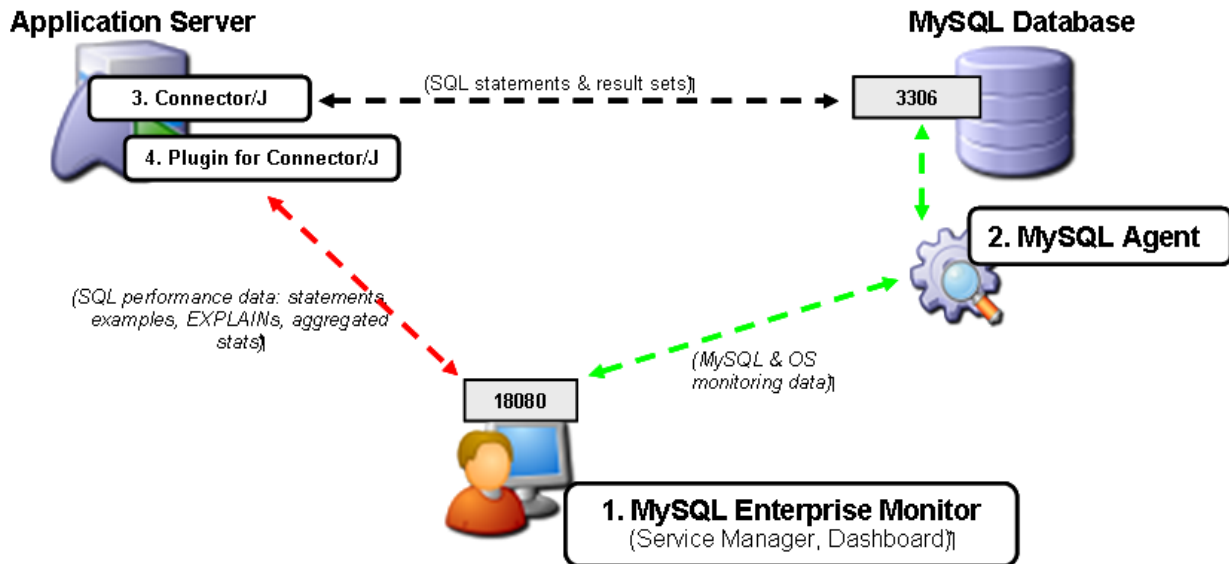 Application Server
MySQL Database
3. Connector/J
(SQL statements & result sets)¶
3306
4. Plugin for Connector/J
2. MySQL Agent
(SQL performance data: statements,
examples, EXPLAINs, aggregated
stats)¶
(MySQL & OS
monitoring data)¶
18080
1. MySQL Enterprise Monitor
(Service Manager, Dashboard)¶